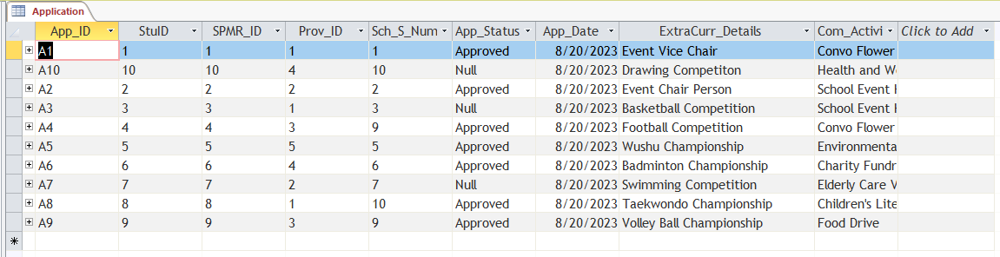 Application
App_ID StuID SPMR_ID Prov_ID Sch_S_Num App_Status App_Date ExtraCurr_Details Com_Activi Click to Add
A1 1 1 1 1 Approved 8/20/2023 Event Vice Chair Convo Flower
A10 10 10 4 10 Null 8/20/2023 Drawing Competiton Health and We
A2 2 2 2 2 Approved 8/20/2023 Event Chair Person School Event H
A3 3 3 1 3 Null 8/20/2023 Basketball Competition School Event H
A4 4 4 3 9 Approved 8/20/2023 Football Competition Convo Flower
A5 5 5 5 5 Approved 8/20/2023 Wushu Championship Environmenta
A6 6 6 4 6 Approved 8/20/2023 Badminton Championship Charity Fundr
A7 7 7 2 7 Null 8/20/2023 Swimming Competition Elderly Care V
A8 8 8 1 10 Approved 8/20/2023 Taekwondo Championship Children's Lite
A9 9 9 3 9 Approved 8/20/2023 Volley Ball Championship Food Drive